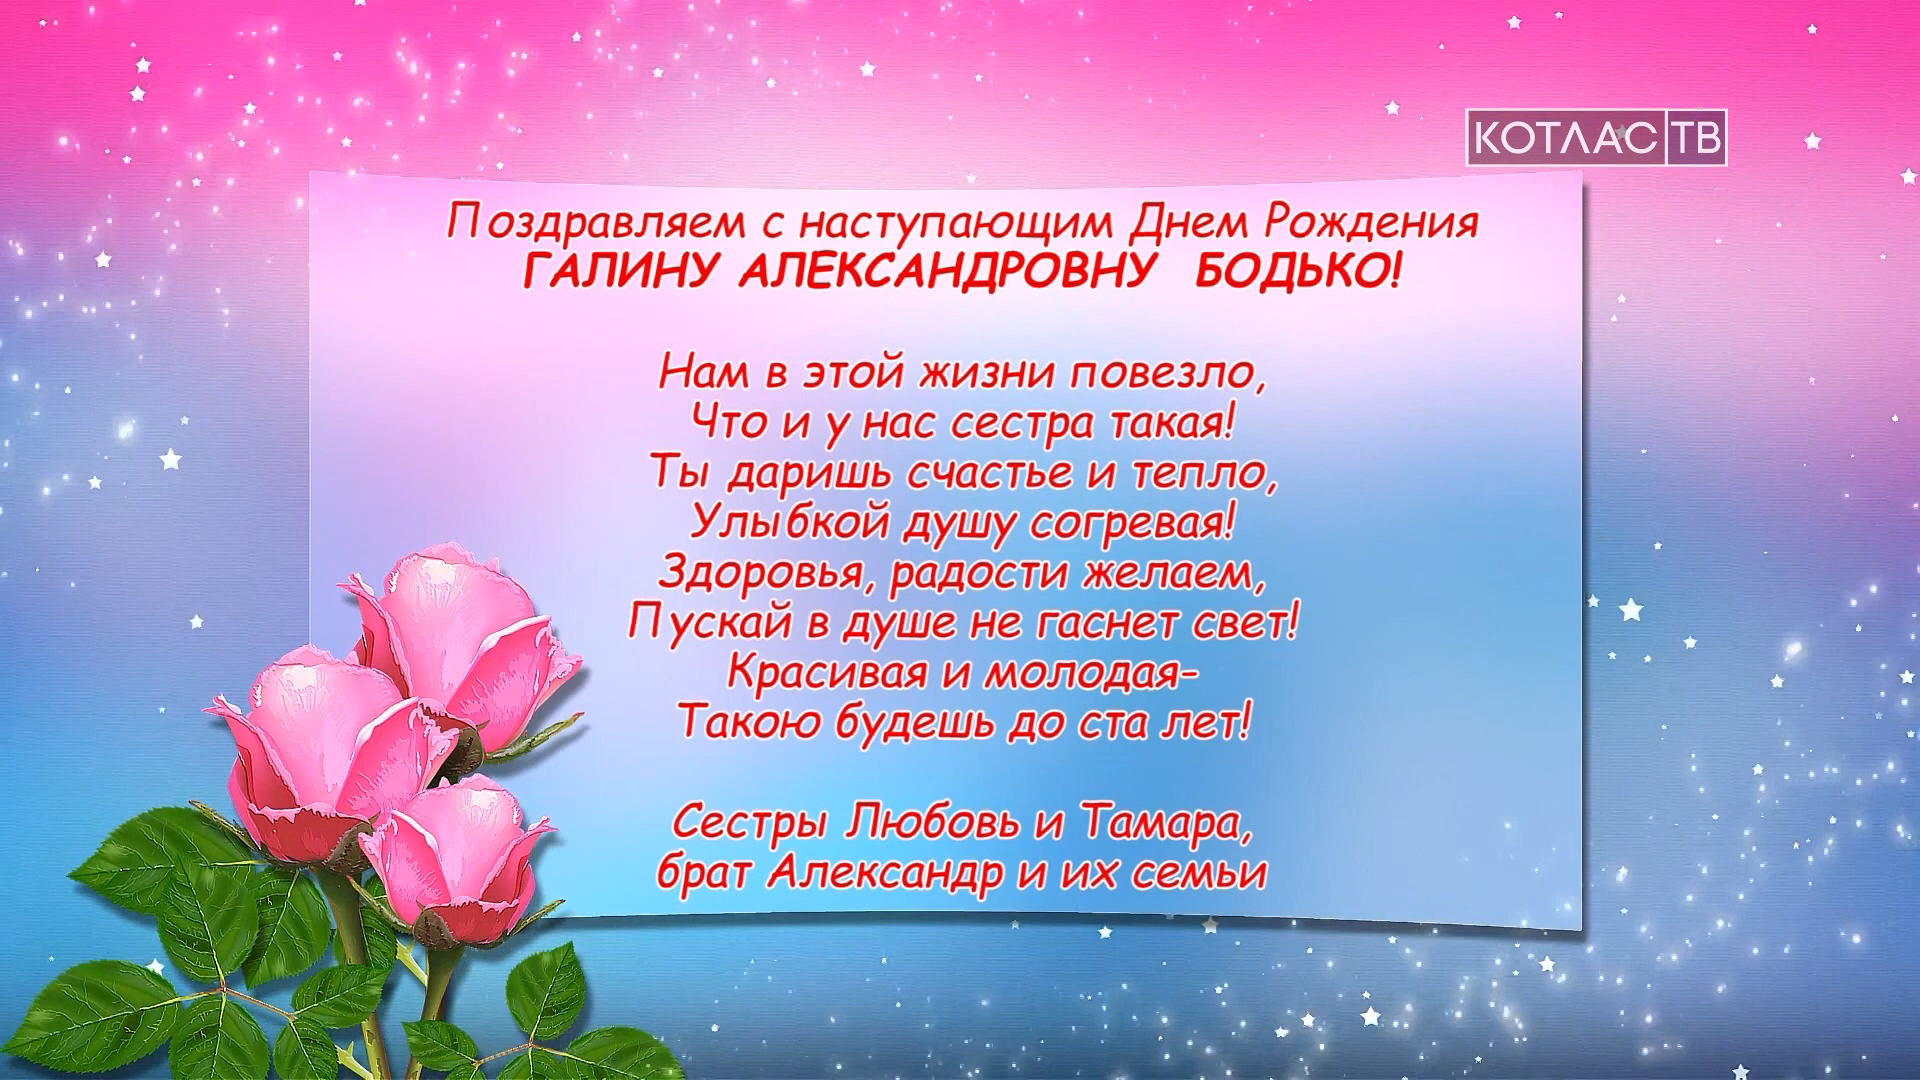 КОТЛАС ТВ
Поздравляем с наступающим Днем Рождения
ГАЛИНУ АЛЕКСАНДРОВНУ БОДЬКО!
Нам в этой жизни повезло,
Что и у нас сестра такая!
Ты даришь счастье и тепло,
Улыбкой душу согревая!
Здоровья, радости желаем,
Пускай в душе не гаснет свет!
Красивая и молодая-
Такою будешь до ста лет!
Сестры Любовь и Тамара,
брат Александр и их семьи